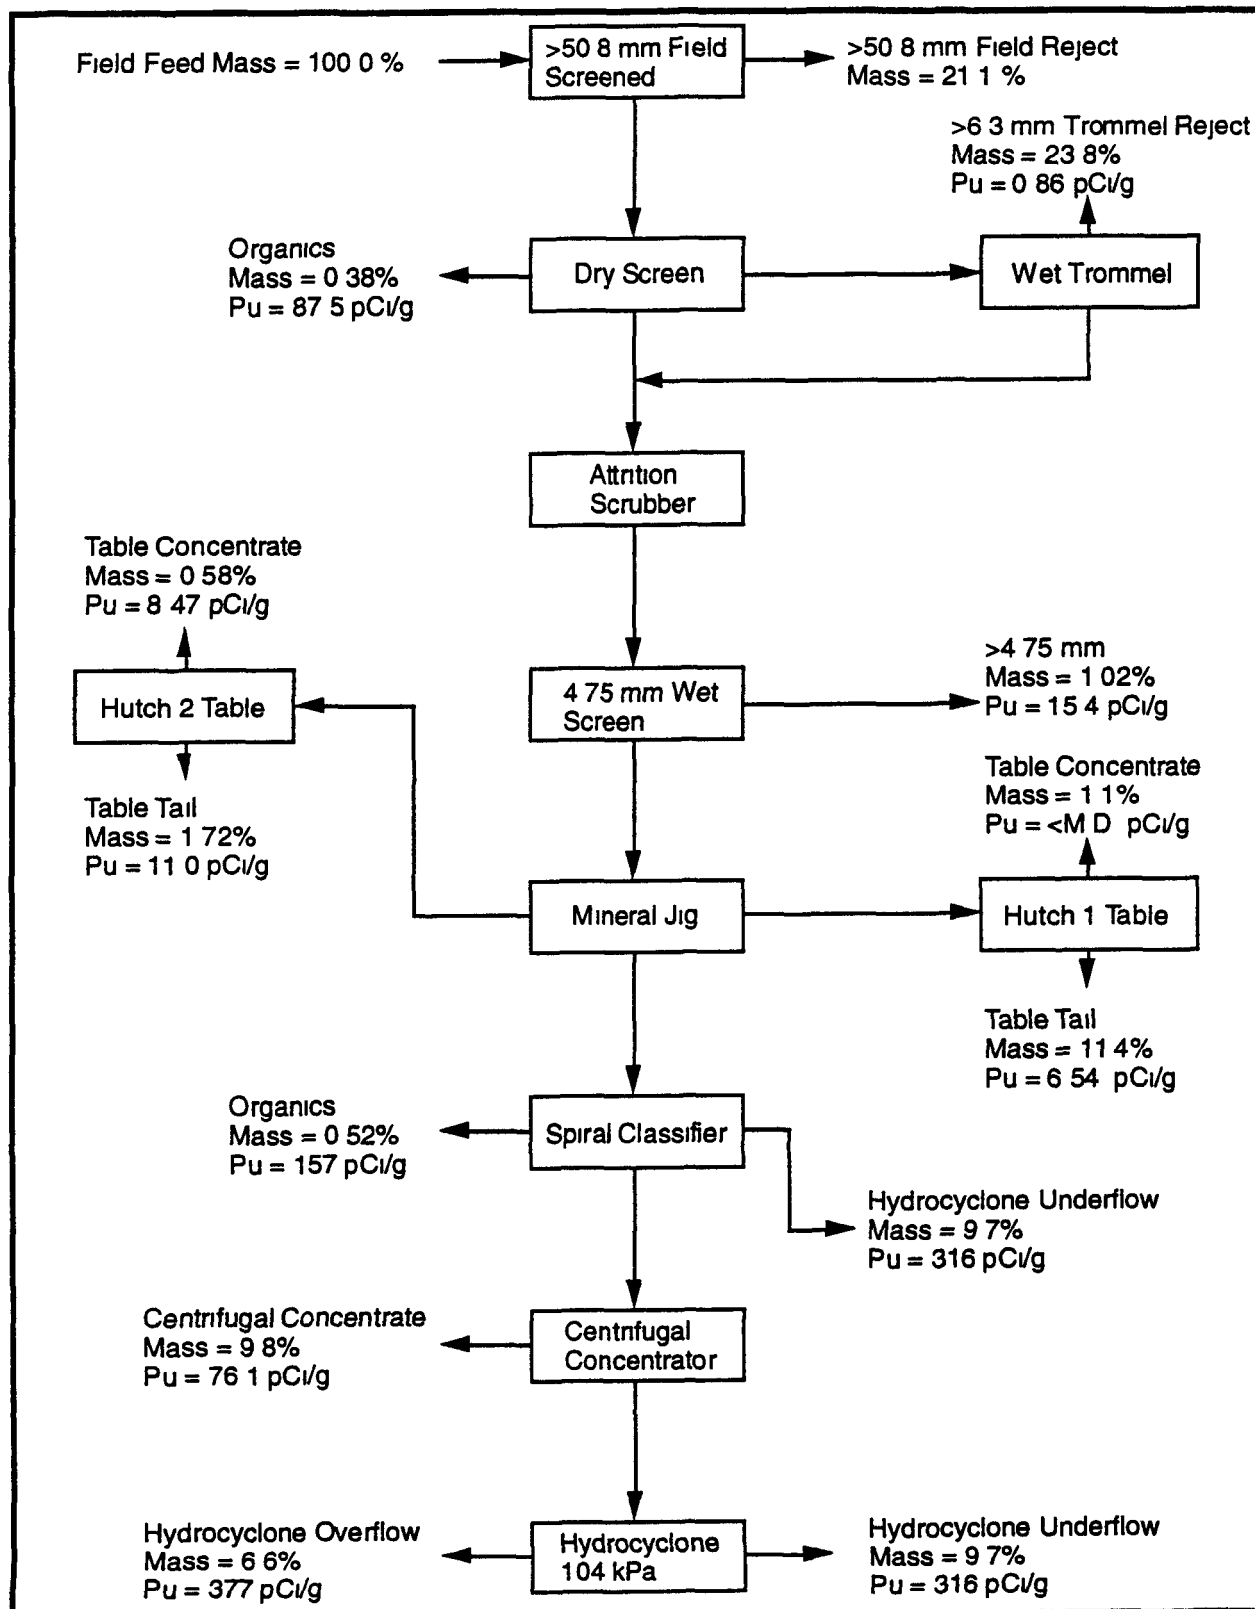 Field Feed Mass = 100 0 %
>50 8 mm Field
Screened
>50 8 mm Field Reject
Mass = 21 1 %
>6 3 mm Trommel Reject
Mass = 23 8%
Pu = 0 86 pCi/g
Organics
Mass = 0 38%
Pu = 87 5 pCi/g
Dry Screen
Wet Trommel
Attrition
Scrubber
Table Concentrate
Mass = 0 58%
Pu = 8 47 pCi/g
Hutch 2 Table
4 75 mm Wet
Screen
>4 75 mm
Mass = 1 02%
Pu = 15 4 pCi/g
Table Tail
Mass = 1 72%
Pu = 11 0 pCi/g
Table Concentrate
Mass = 1 1%
Pu = <M D pCi/g
Mineral Jig
Hutch 1 Table
Table Tail
Mass = 11 4%
Pu = 6 54 pCi/g
Organics
Mass = 0 52%
Pu = 157 pCi/g
Spiral Classifier
Hydrocyclone Underflow
Mass = 9 7%
Pu = 316 pCi/g
Centrifugal Concentrate
Mass = 9 8%
Pu = 76 1 pCi/g
Centrifugal
Concentrator
Hydrocyclone Overflow
Mass = 6 6%
Pu = 377 pCi/g
Hydrocyclone
104 kPa
Hydrocyclone Underflow
Mass = 9 7%
Pu = 316 pCi/g